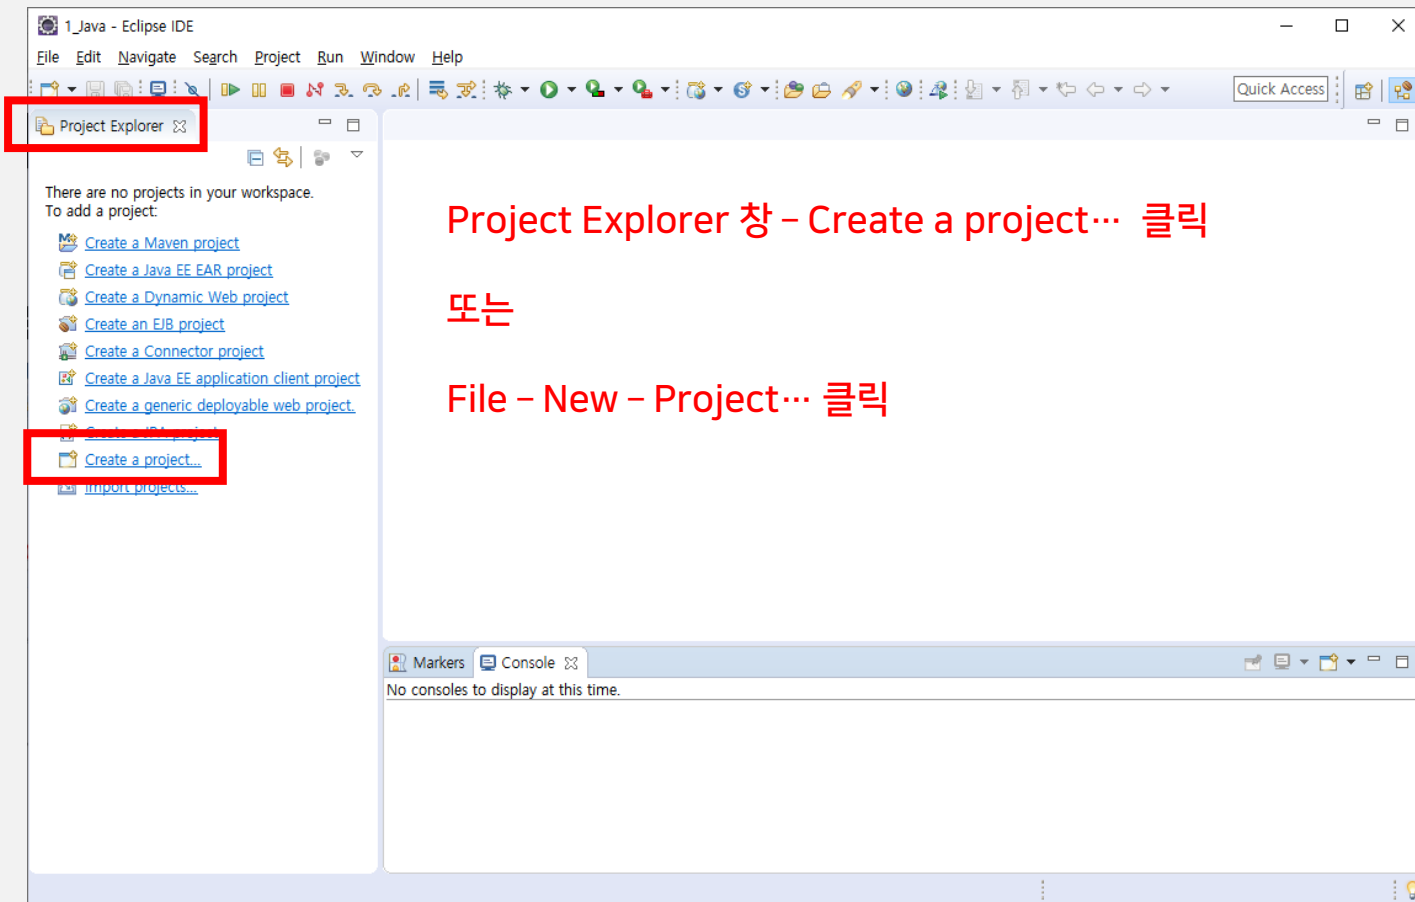 1_Java - Eclipse IDE
File Edit Navigate Search Project Run Window Help
Quick Access
Project Explorer
There are no projects in your workspace.
To add a project:
Create a Maven project
Create a Java EE EAR project
Create a Dynamic Web project
Create an EJB project
Create a Connector project
Create a Java EE application client project
Create a generic deployable web project.
Create a JPA project
Create a project...
Import projects...
Project Explorer 창 – Create a project… 클릭
또는
File – New – Project… 클릭
Markers Console
No consoles to display at this time.